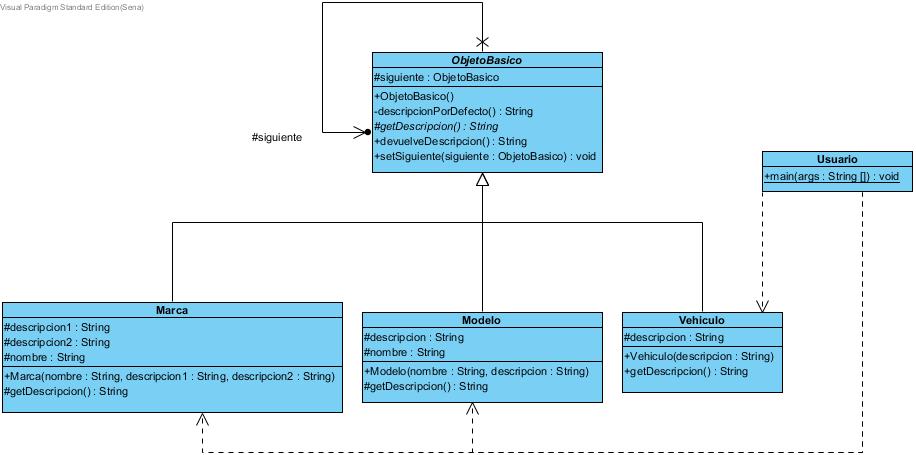 Visual Paradigm Standard Edition(Sena)
ObjetoBasico
#siguiente : ObjetoBasico
+ObjetoBasico()
-descripcionPorDefecto() : String
#getDescripcion() : String
+devuelveDescripcion() : String
+setSiguiente(siguiente : ObjetoBasico) : void
#siguiente
Usuario
+main(args : String []) : void
Marca
#descripcion1 : String
#descripcion2 : String
#nombre : String
+Marca(nombre : String, descripcion1 : String, descripcion2 : String)
#getDescripcion() : String
Modelo
#descripcion : String
#nombre : String
+Modelo(nombre : String, descripcion : String)
#getDescripcion() : String
Vehiculo
#descripcion : String
+Vehiculo(descripcion : String)
+getDescripcion() : String